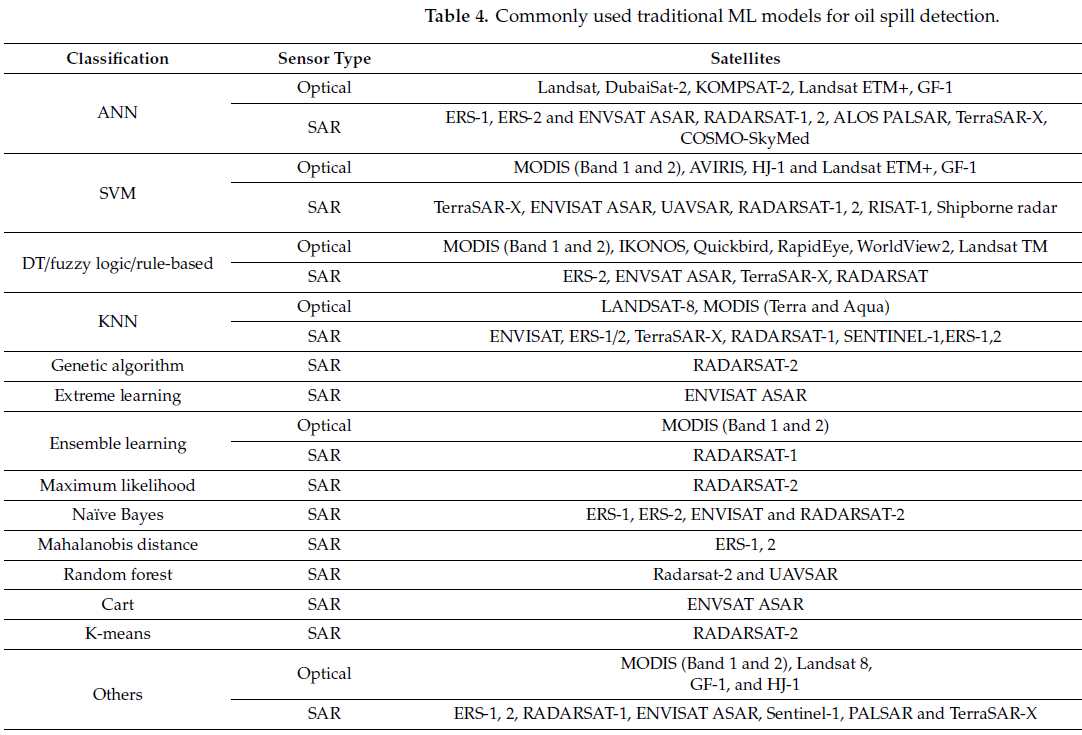 Table 4. Commonly used traditional ML models for oil spill detection.
Classification Sensor Type Satellites
ANN
Optical Landsat, DubaiSat-2, KOMPSAT-2, Landsat ETM+, GF-1
SAR ERS-1, ERS-2 and ENVSAT ASAR, RADARSAT-1, 2, ALOS PALSAR, TerraSAR-X,
COSMO-SkyMed
SVM
Optical MODIS (Band 1 and 2), AVIRIS, HJ-1 and Landsat ETM+, GF-1
SAR TerraSAR-X, ENVISAT ASAR, UAVSAR, RADARSAT-1, 2, RISAT-1, Shipborne radar
DT/fuzzy logic/rule-based
Optical MODIS (Band 1 and 2), IKONOS, Quickbird, RapidEye, WorldView2, Landsat TM
SAR ERS-2, ENVSAT ASAR, TerraSAR-X, RADARSAT
KNN
Optical LANDSAT-8, MODIS (Terra and Aqua)
SAR ENVISAT, ERS-1/2, TerraSAR-X, RADARSAT-1, SENTINEL-1,ERS-1,2
Genetic algorithm SAR RADARSAT-2
Extreme learning SAR ENVISAT ASAR
Ensemble learning
Optical MODIS (Band 1 and 2)
SAR RADARSAT-1
Maximum likelihood SAR RADARSAT-2
Naïve Bayes SAR ERS-1, ERS-2, ENVISAT and RADARSAT-2
Mahalanobis distance SAR ERS-1, 2
Random forest SAR Radarsat-2 and UAVSAR
Cart SAR ENVSAT ASAR
K-means SAR RADARSAT-2
Others
Optical MODIS (Band 1 and 2), Landsat 8,
GF-1, and HJ-1
SAR ERS-1, 2, RADARSAT-1, ENVISAT ASAR, Sentinel-1, PALSAR and TerraSAR-X